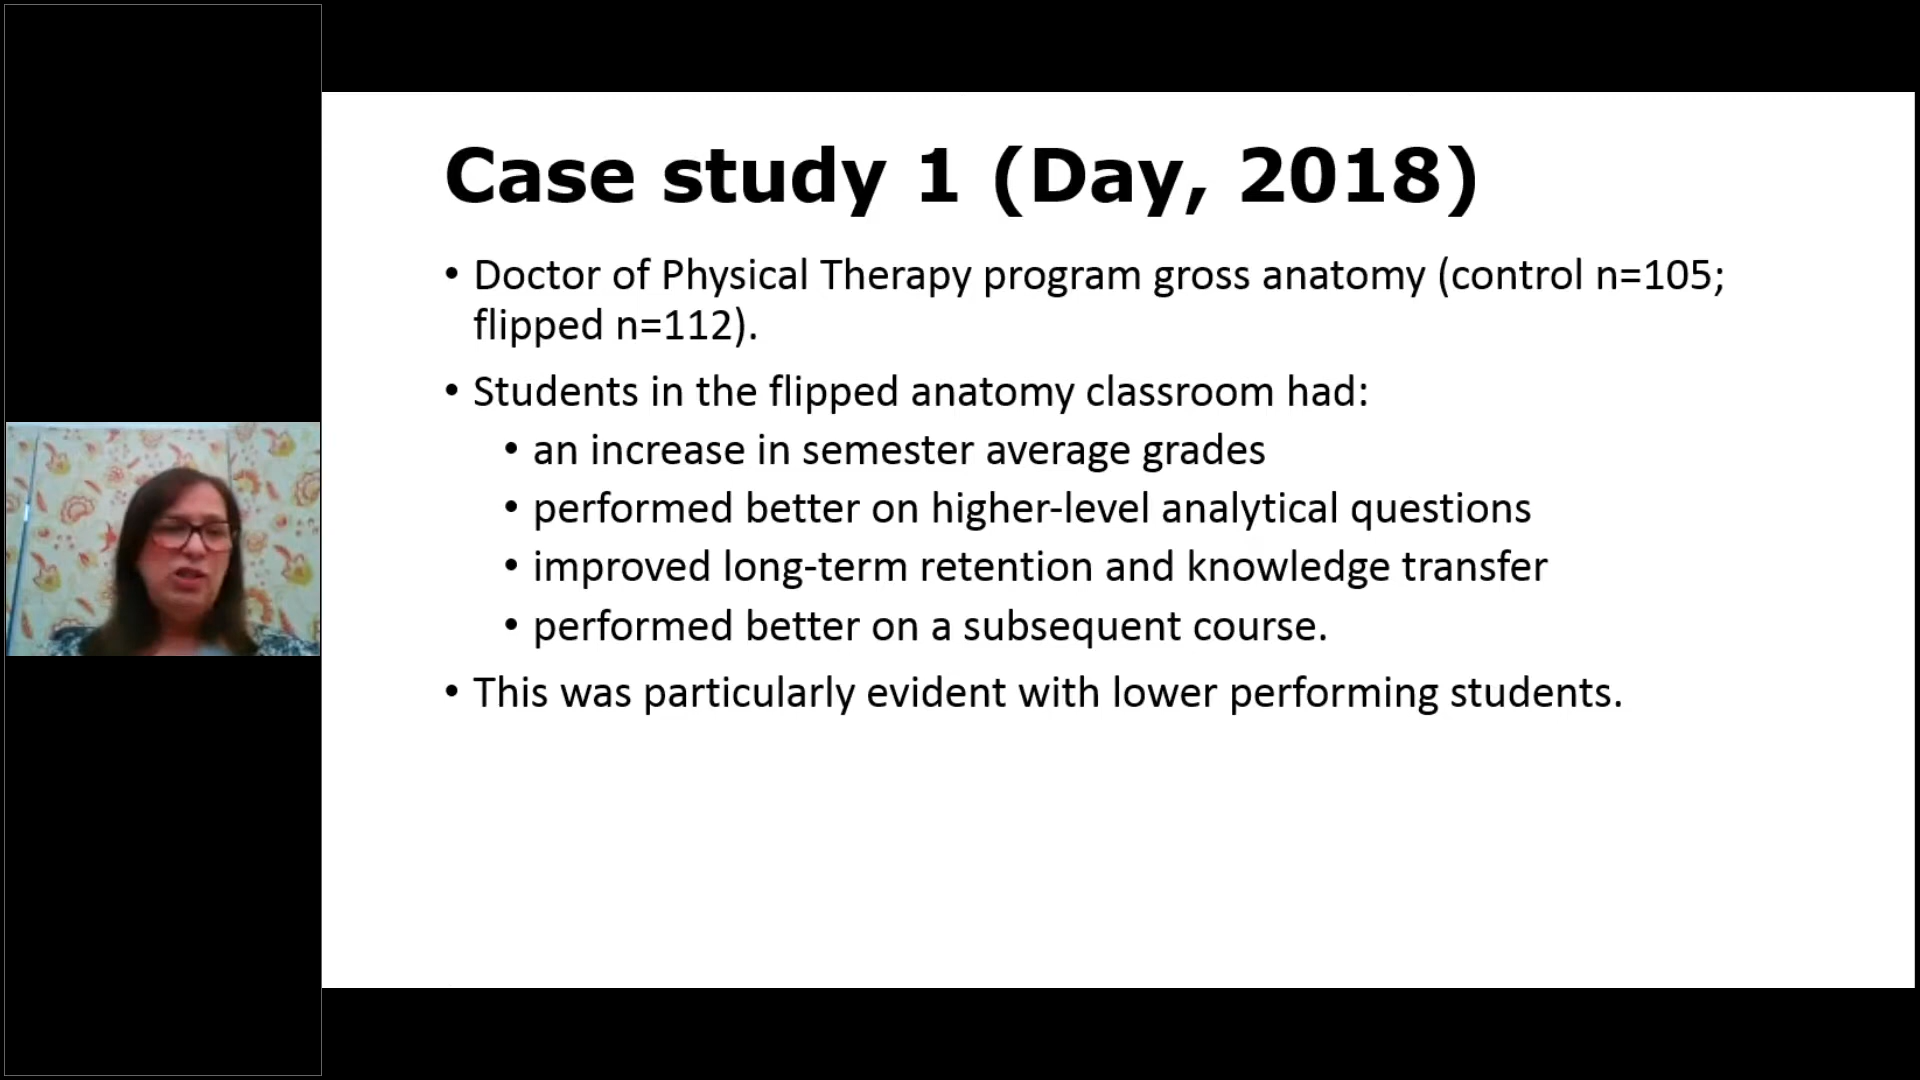 Case study 1 (Day, 2018)
• Doctor of Physical Therapy program gross anatomy (control n=105;
flipped n=112).
• Students in the flipped anatomy classroom had:
• an increase in semester average grades
• performed better on higher-level analytical questions
• improved long-term retention and knowledge transfer
• performed better on a subsequent course.
• This was particularly evident with lower performing students.